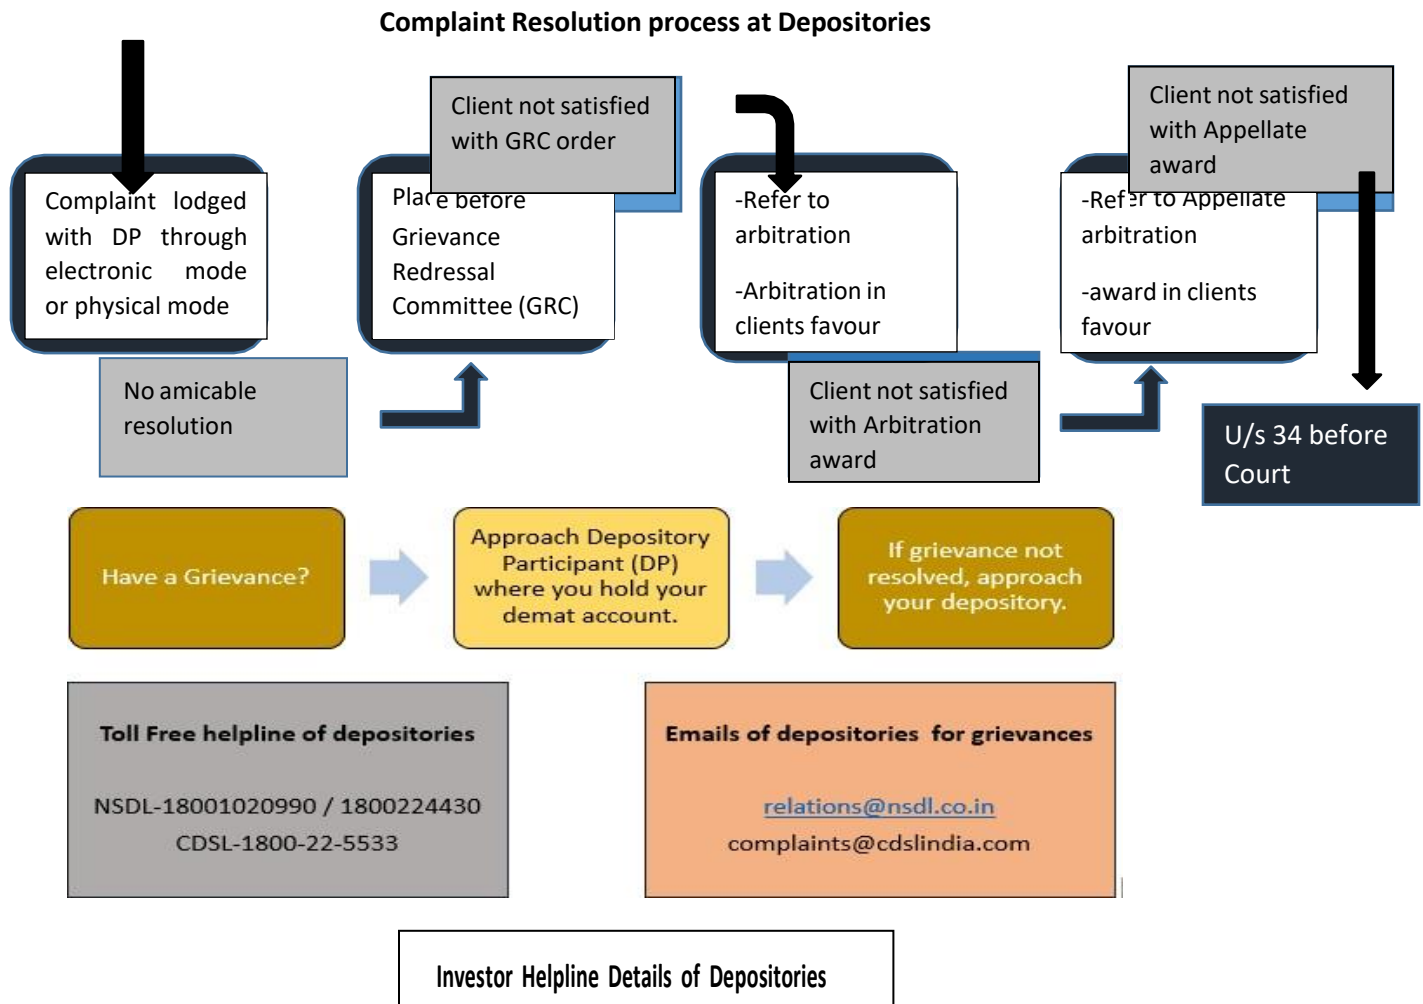 Complaint Resolution process at Depositories
Complaint lodged
with DP through
electronic mode
or physical mode
No amicable
resolution
Place before
Grievance
Redressal
Committee (GRC)
Client not satisfied
with GRC order
-Refer to
arbitration
-Arbitration in
clients favour
Client not satisfied
with Arbitration
award
-Refer to Appellate
arbitration
-award in clients
favour
Client not satisfied
with Appellate
award
U/s 34 before
Court
Have a Grievance?
Approach Depository
Participant (DP)
where you hold your
demat account.
If grievance not
resolved, approach
your depository.
Toll Free helpline of depositories
NSDL-18001020990 / 1800224430
CDSL-1800-22-5533
Emails of depositories for grievances
relations@nsdl.co.in
complaints@cdslindia.com
Investor Helpline Details of Depositories